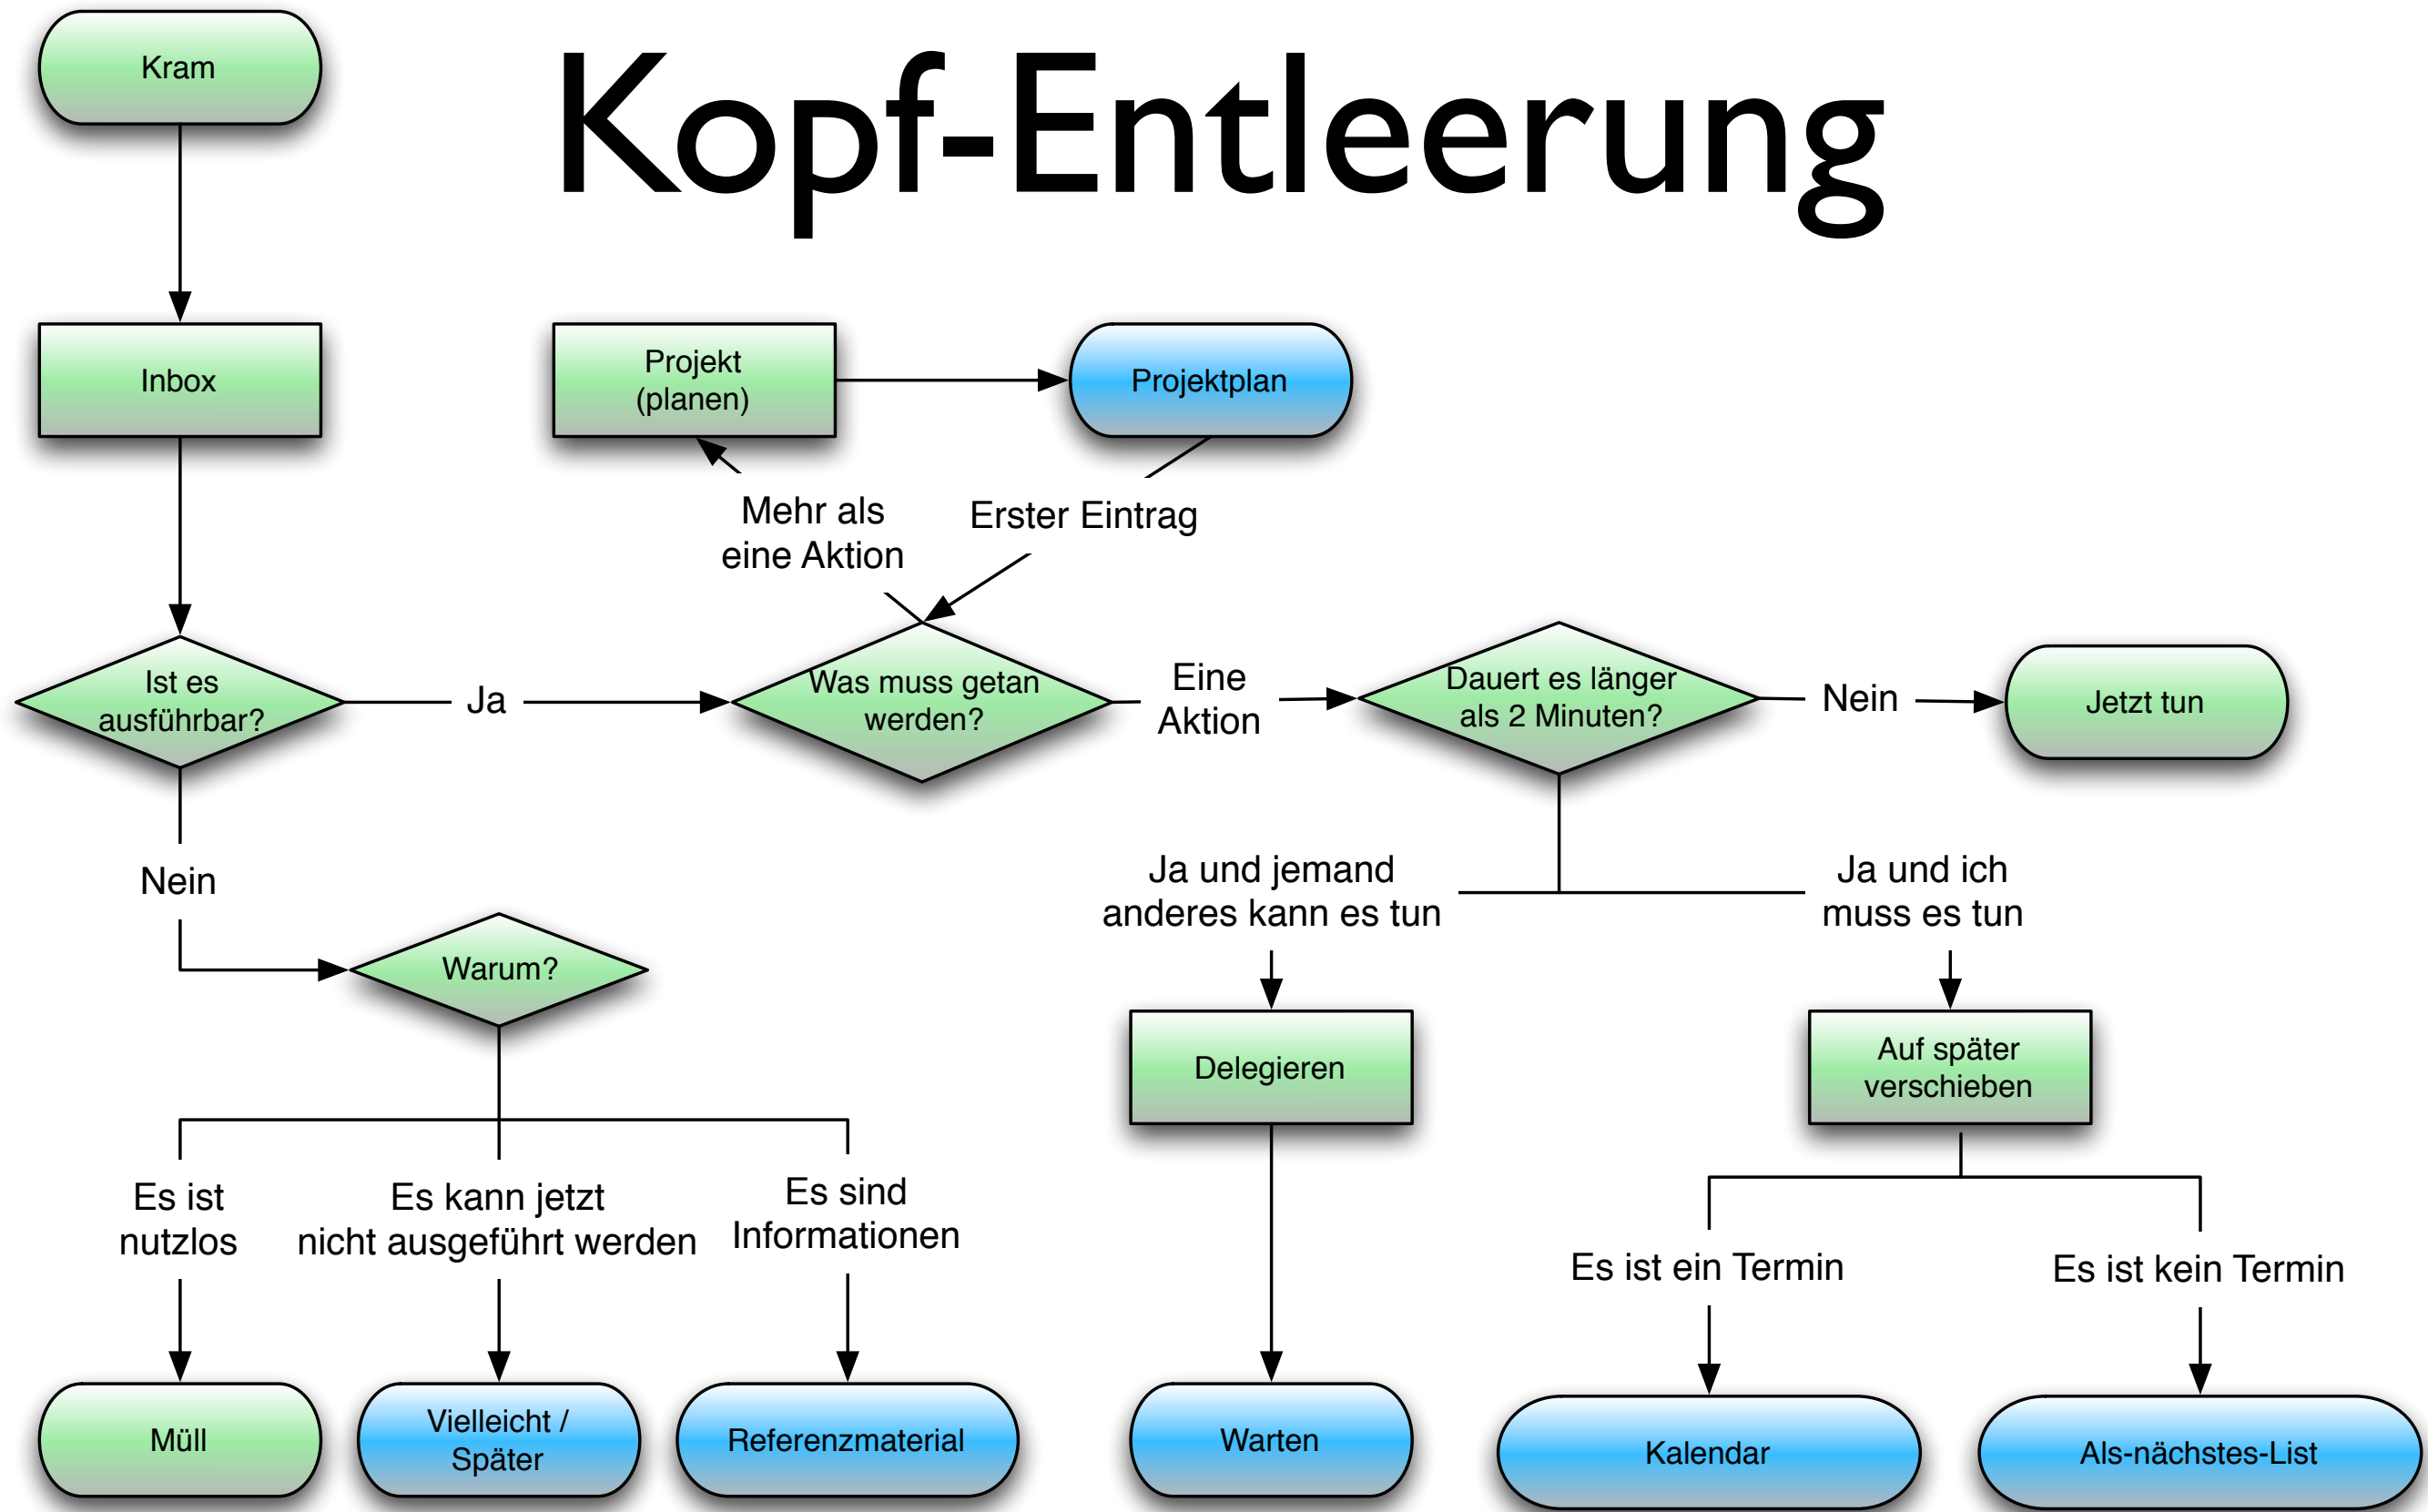 Kram
Kopf-Entleerung
Inbox
Projekt
(planen)
Projektplan
Mehr als
eine Aktion
Erster Eintrag
Ist es
ausführbar?
Ja
Was muss getan
werden?
Eine
Aktion
Dauert es länger
als 2 Minuten?
Nein
Jetzt tun
Nein
Ja und jemand
anderes kann es tun
Ja und ich
muss es tun
Warum?
Delegieren
Auf später
verschieben
Es ist
nutzlos
Es kann jetzt
nicht ausgeführt werden
Es sind
Informationen
Es ist ein Termin
Es ist kein Termin
Müll
Vielleicht /
Später
Referenzmaterial
Warten
Kalendar
Als-nächstes-List